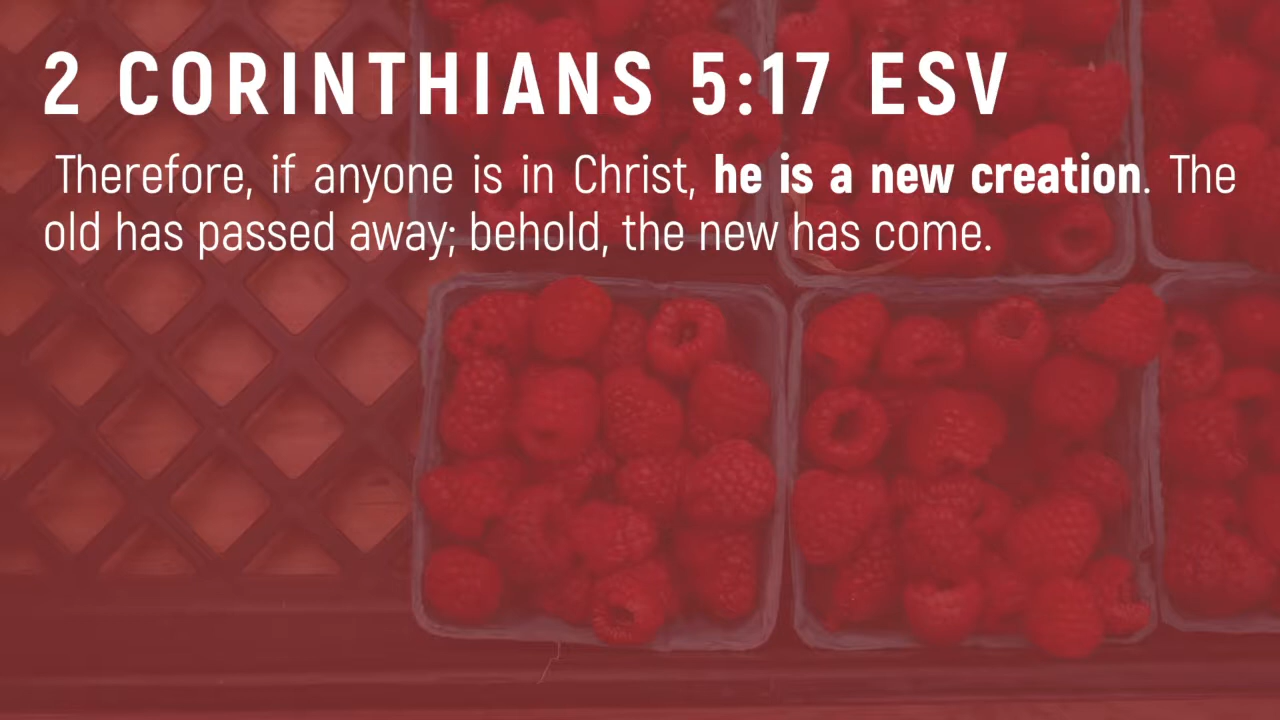 2 CORINTHIANS 5:17 ESV
Therefore, if anyone is in Christ, he is a new creation. The
old has passed away; behold, the new has come.